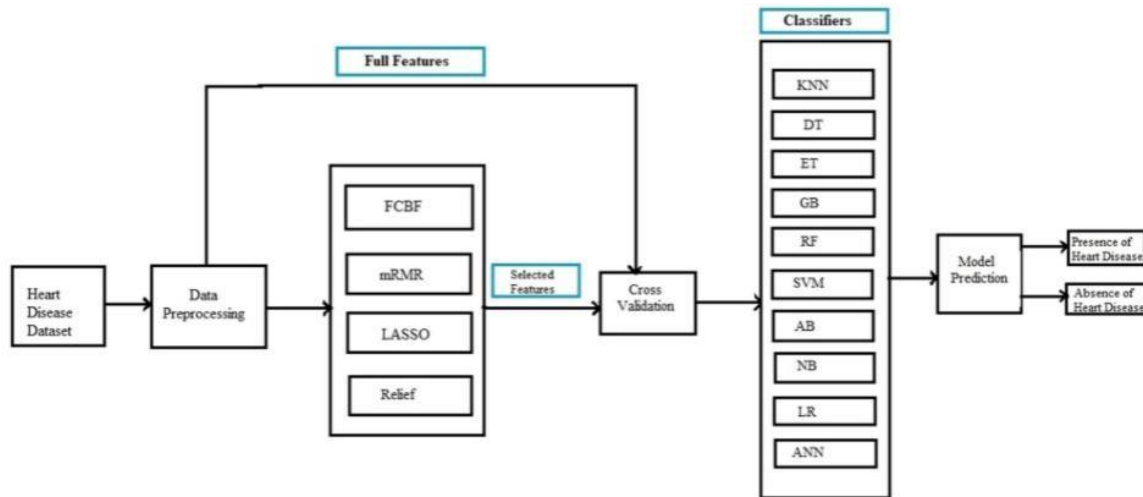 Classifiers
Full Features
KNN
DT
ET
GB
RF
SVM
AB
NB
LR
ANN
FCBF
mRMR
LASSO
Relief
Heart
Disease
Dataset
Data
Preprocessing
Selected
Features
Cross
Validation
Model
Prediction
Presence of
Heart Disease
Absence of
Heart Disease